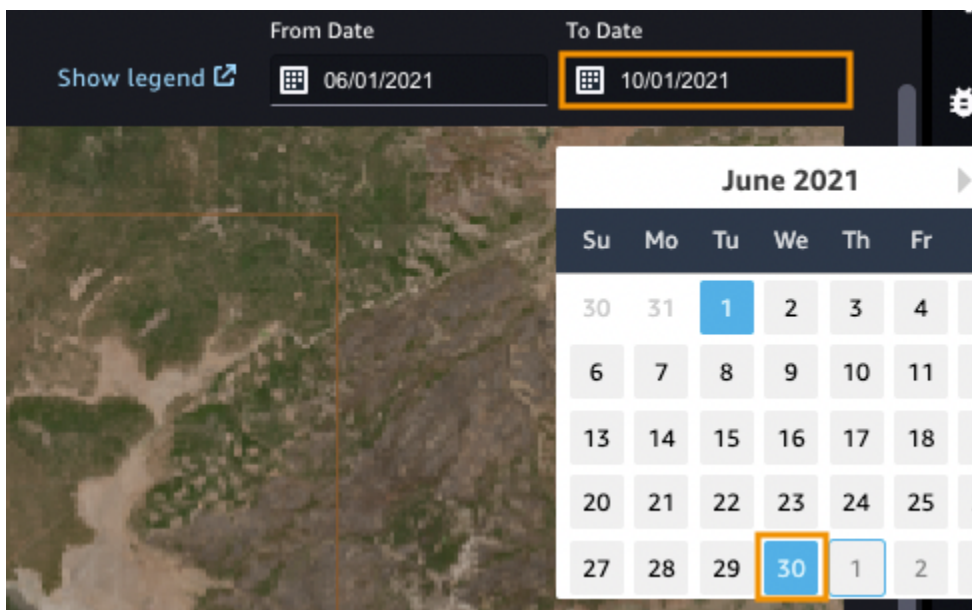 From Date To Date
Show legend 06/01/2021 10/01/2021
June 2021
Su Mo Tu We Th Fr
30 31 1 2 3 4
6 7 8 9 10 11
13 14 15 16 17 18
20 21 22 23 24 25
27 28 29 30 1 2